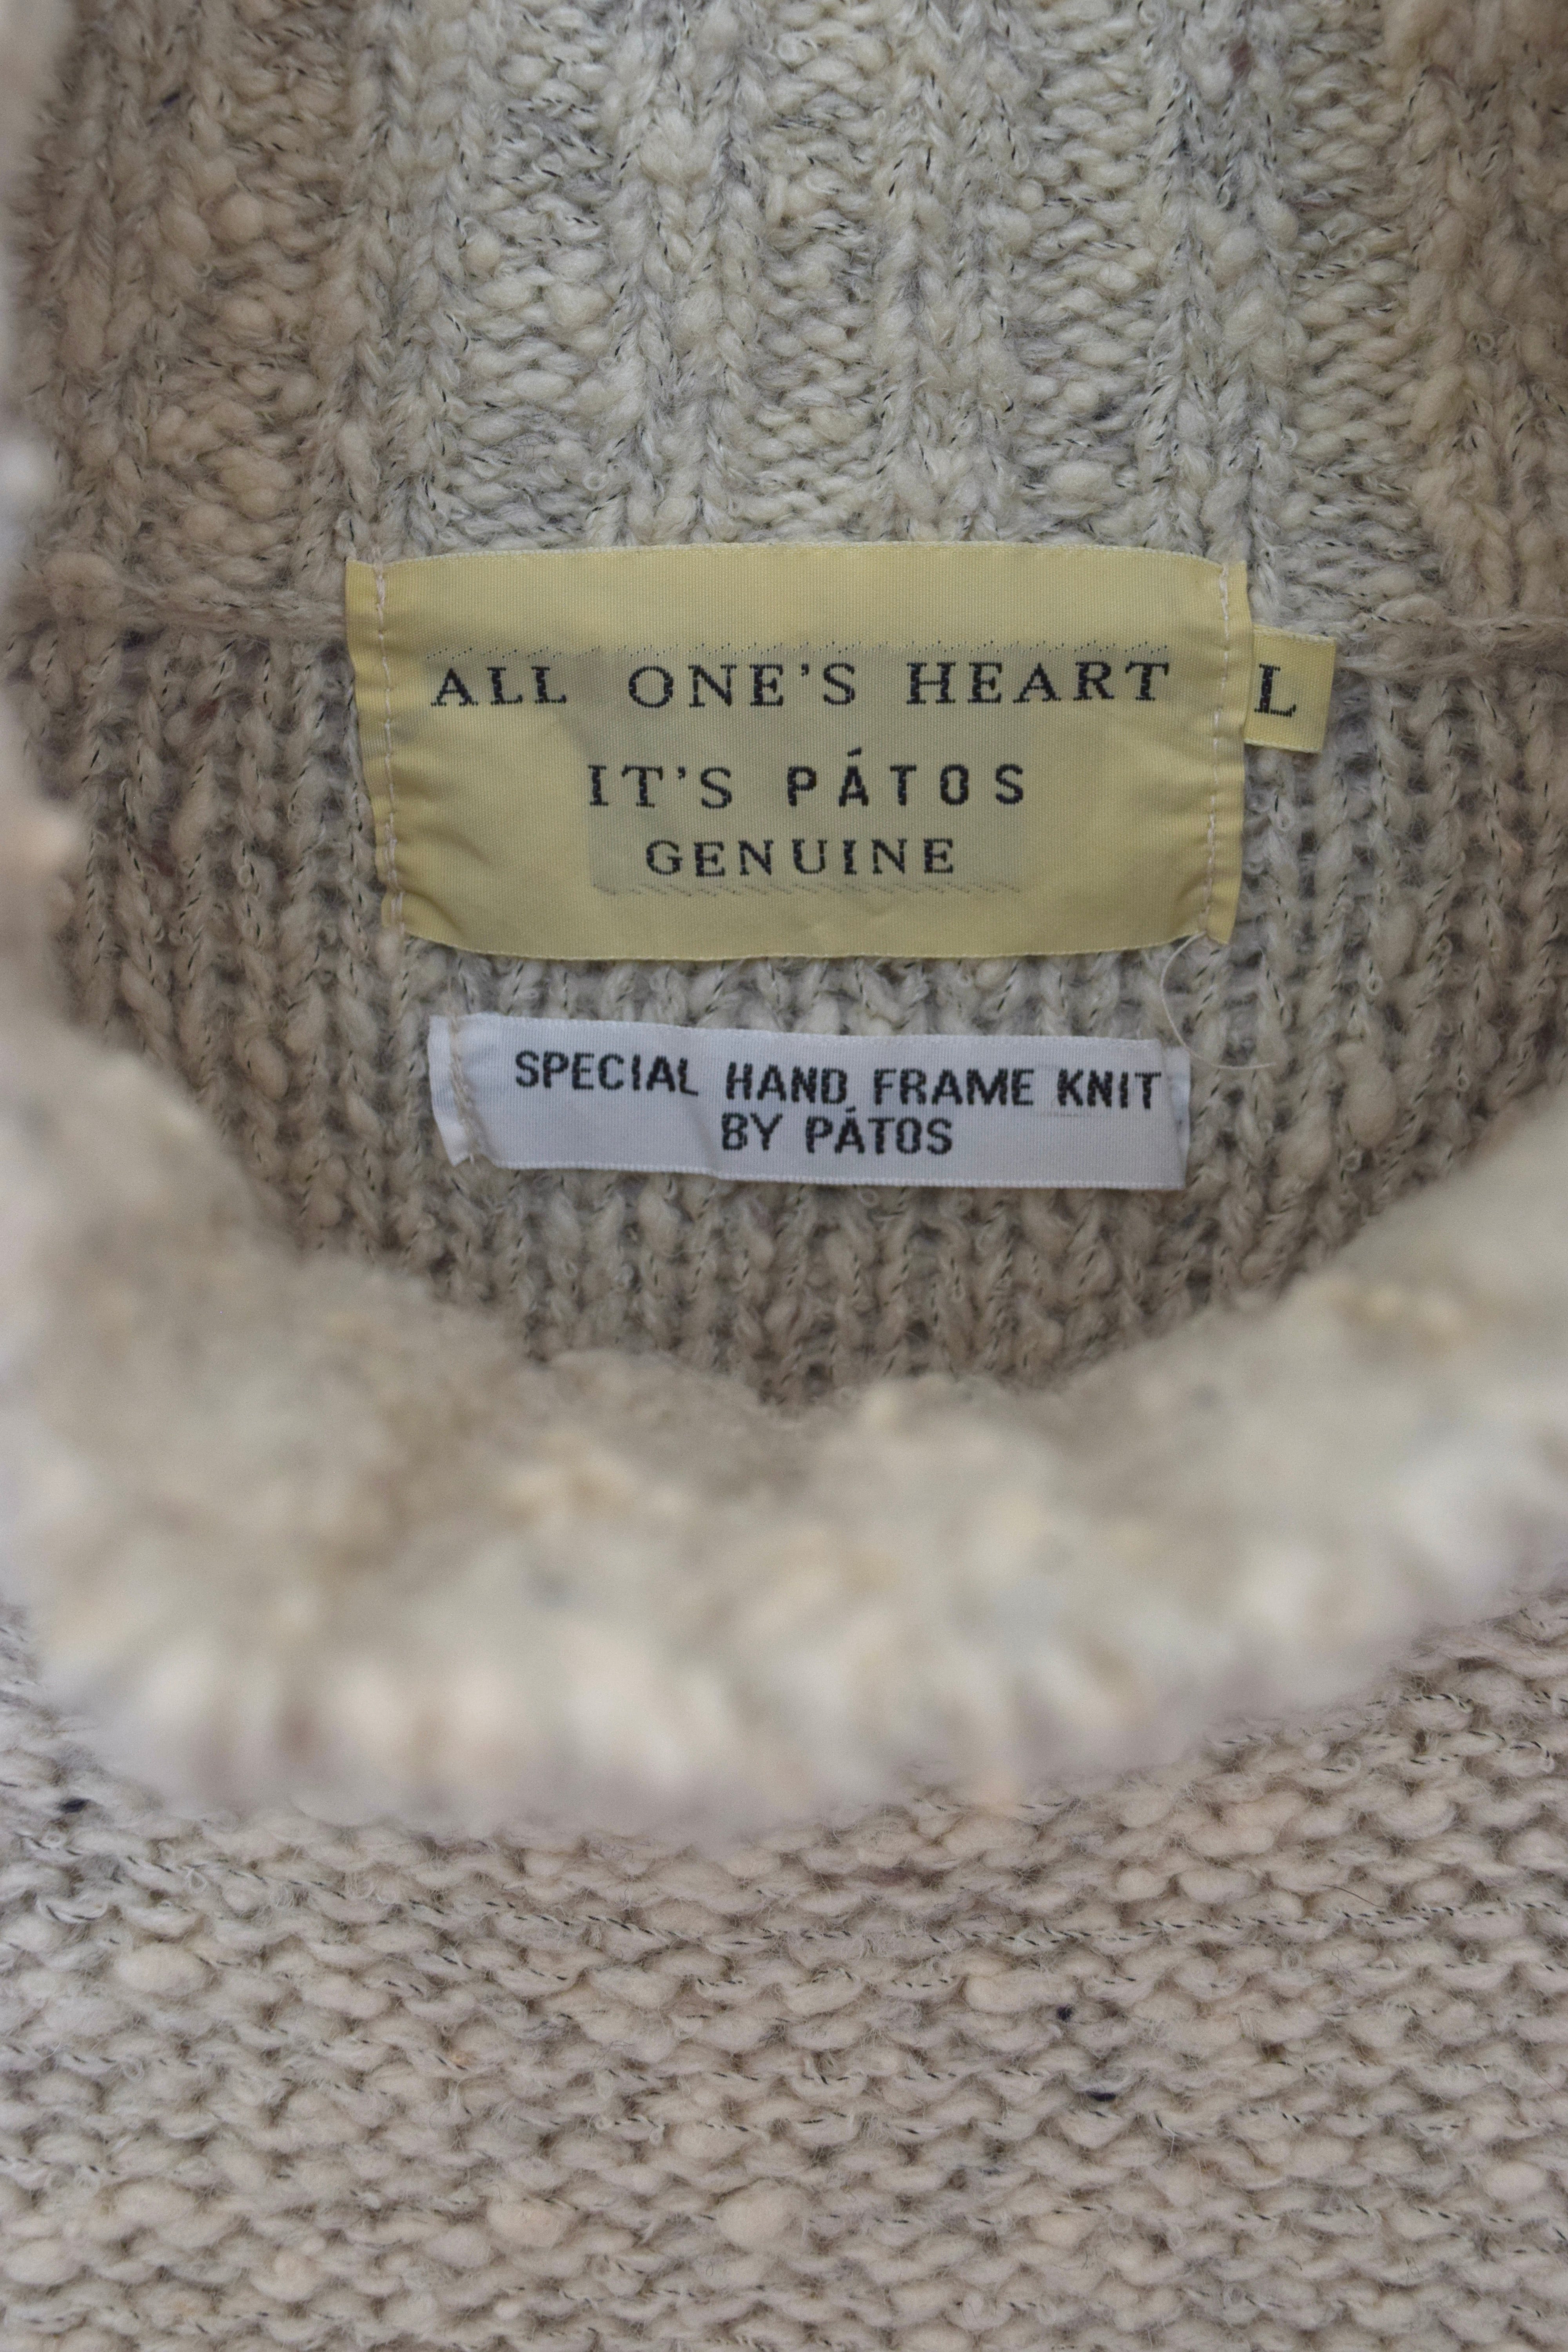 ALL ONE'S HEART
L
IT'S PÁTOS
GENUINE
SPECIAL HAND FRAME KNIT
BY PÁTOS